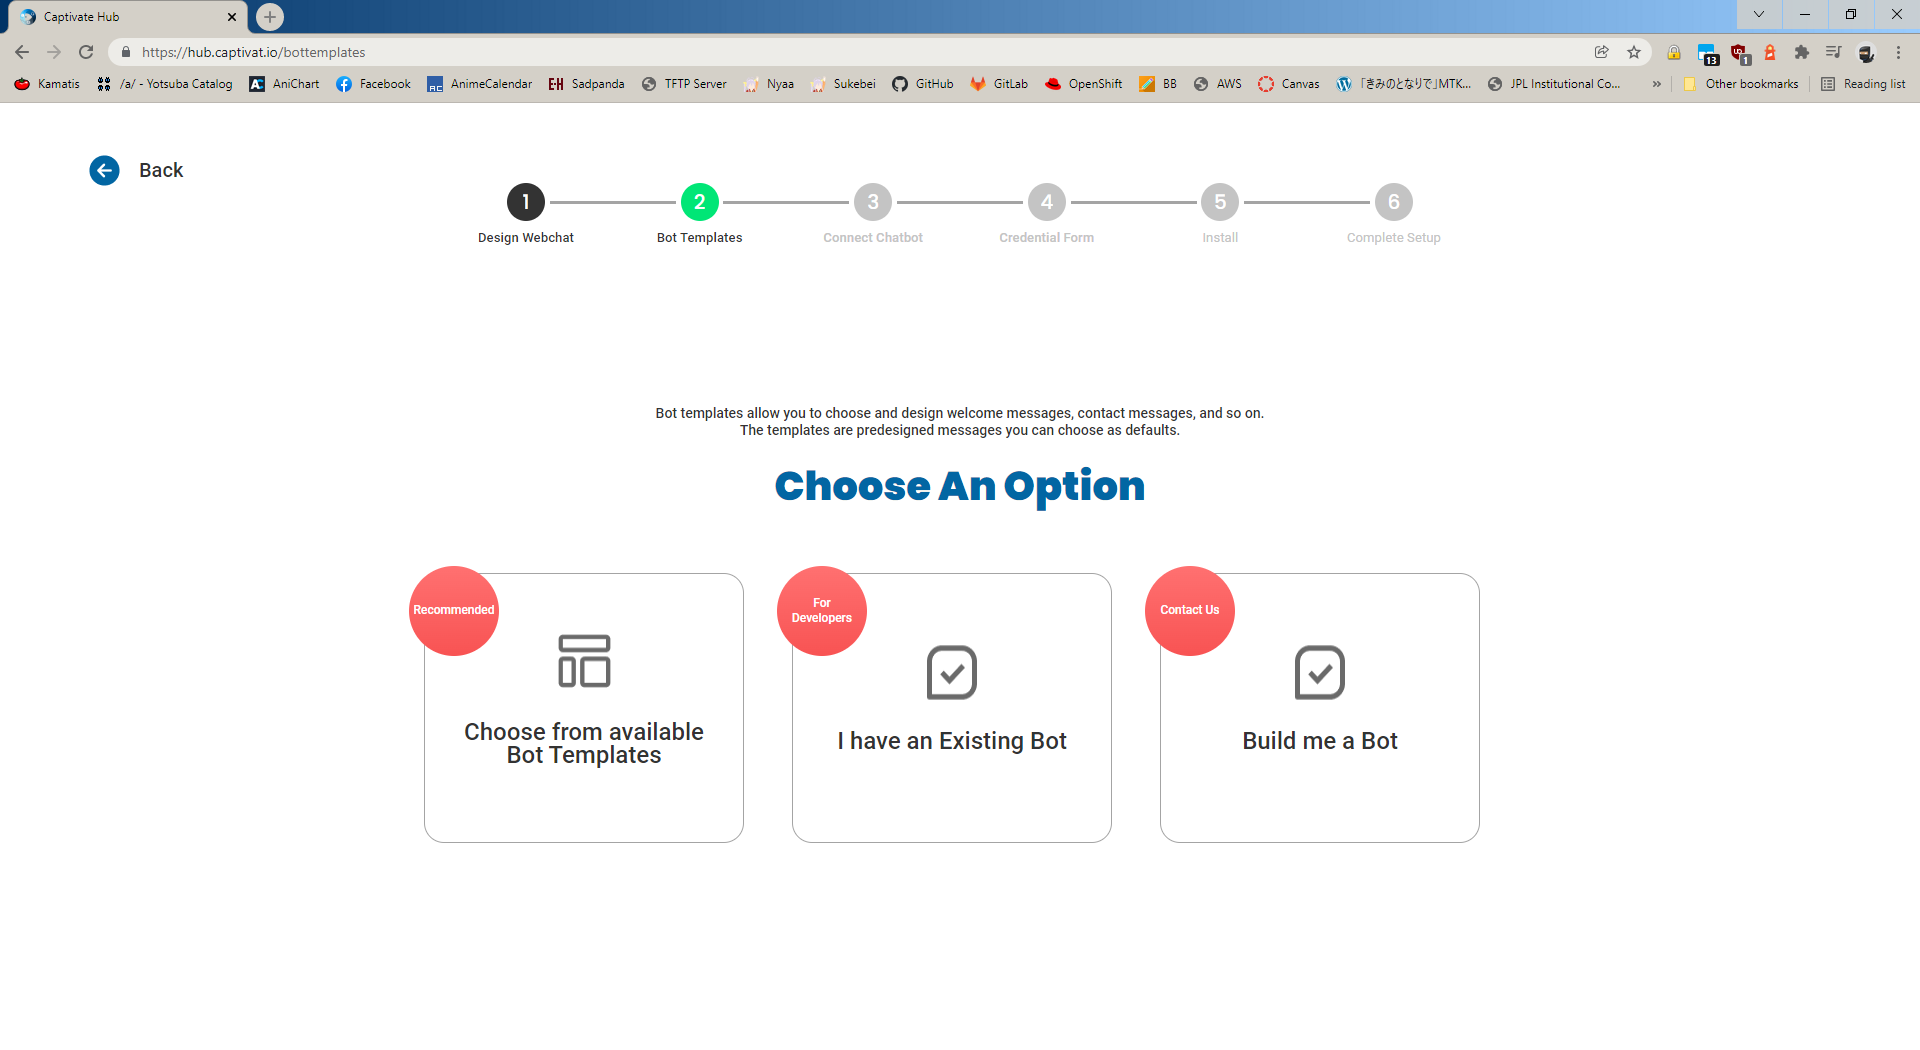 Captivate Hub
https://hub.captivat.io/bottemplates
13
1
Kamatis
/a/ - Yotsuba Catalog
AniChart
Facebook
AnimeCalendar
Sadpanda
TFTP Server
Nyaa
Sukebei
GitHub
GitLab
OpenShift
BB
AWS
Canvas
「きみのとなりで」MTK...
JPL Institutional Co...
»
Other bookmarks
Reading list
Back
1
2
3
4
5
6
Design Webchat
Bot Templates
Connect Chatbot
Credential Form
Install
Complete Setup
Bot templates allow you to choose and design welcome messages, contact messages, and so on.
The templates are predesigned messages you can choose as defaults.
Choose An Option
Recommended
Choose from available
Bot Templates
For
Developers
I have an Existing Bot
Contact Us
Build me a Bot